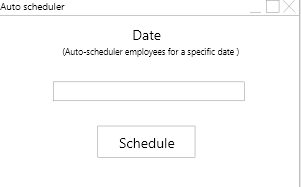 Auto scheduler
Date
(Auto-scheduler employees for a specific date )
Schedule